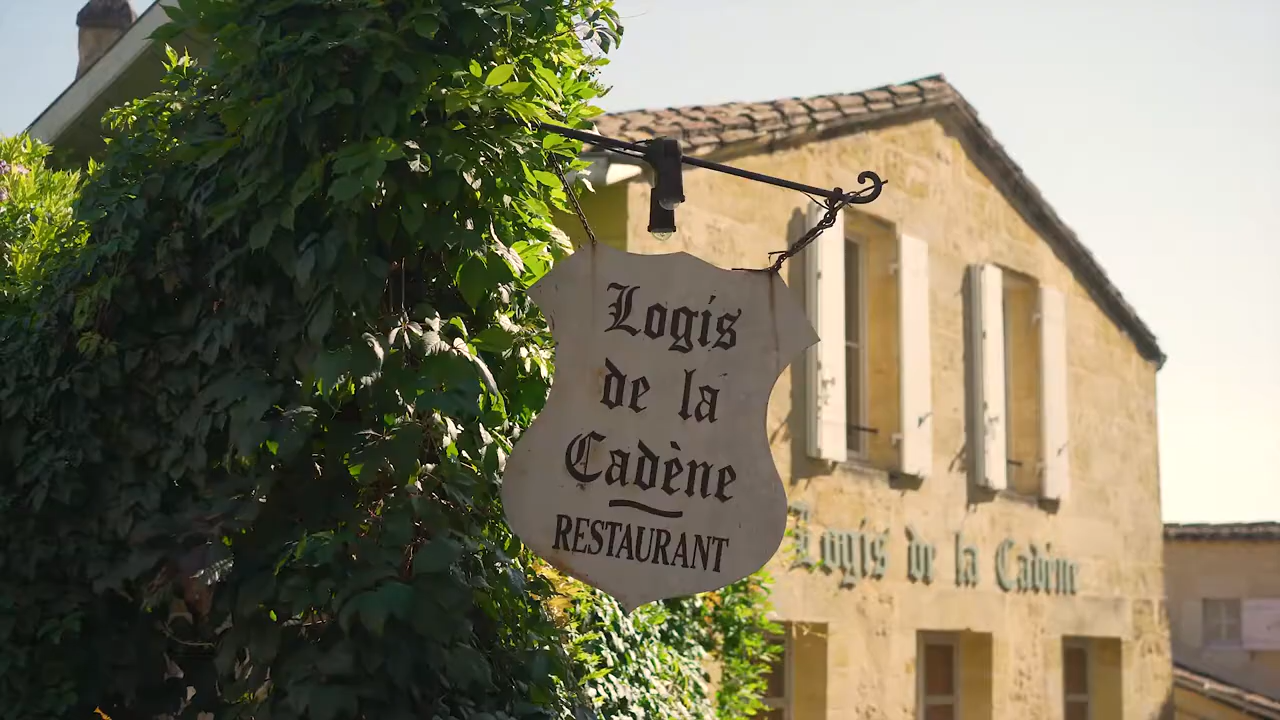 Logis
de la
Cadène
RESTAURANT
Logis de la Cadène